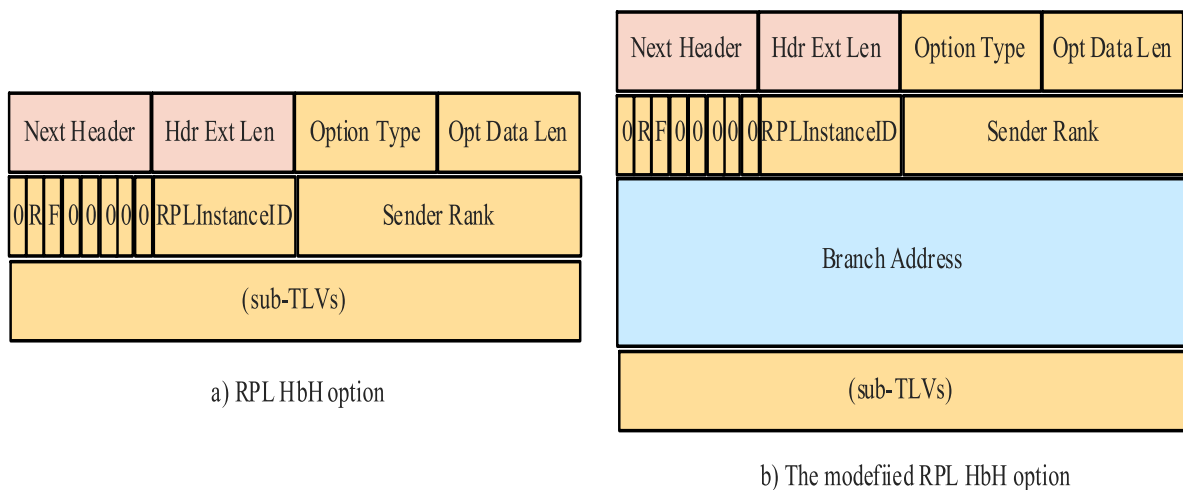 Next Header Hdr Ext Len Option Type Opt Data Len
0 R F 0 0 0 0 0 RPLInstanceID Sender Rank
(sub-TLVs)
a) RPL HbH option
Next Header Hdr Ext Len Option Type Opt Data Len
0 R F 0 0 0 0 0 RPLInstanceID Sender Rank
Branch Address
(sub-TLVs)
b) The modefiied RPL HbH option